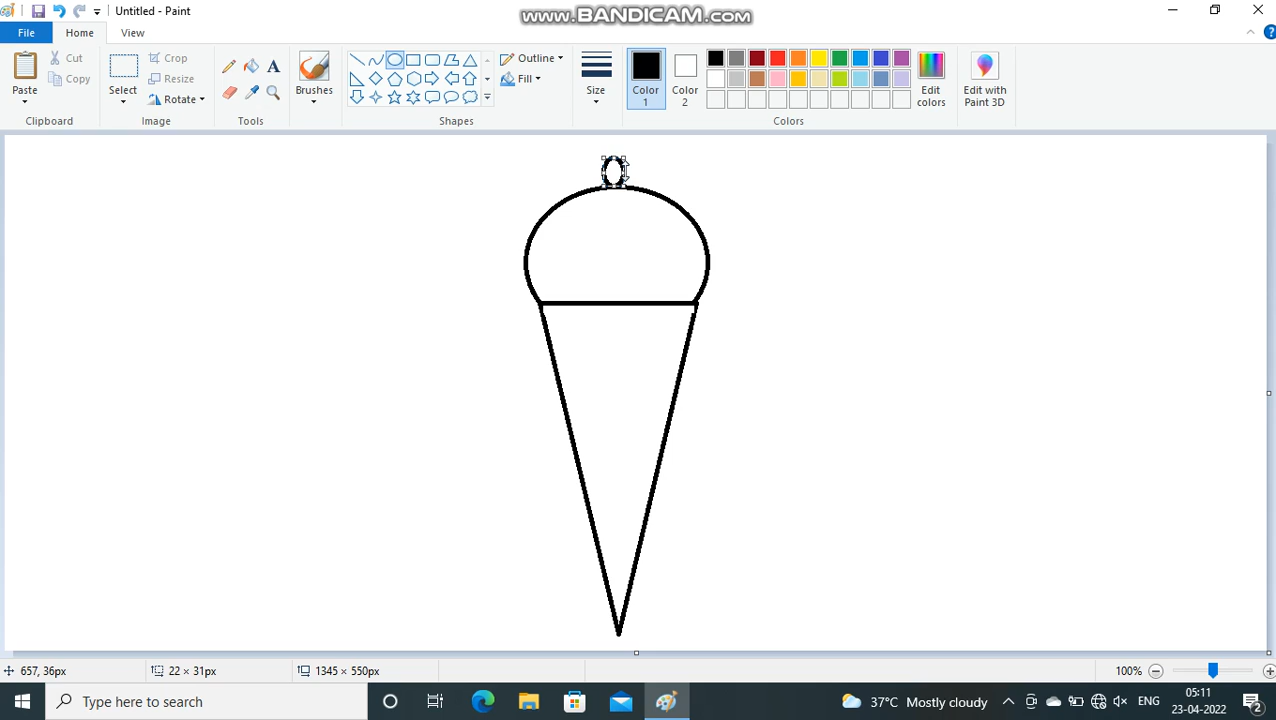 Untitled - Paint
www.BANDICAM.com
File
Home
View
Paste
Cut
Copy
Clipboard
Select
Crop
Resize
Rotate
Image
A
Tools
Brushes
Outline
Fill
Shapes
Size
Color
1
Color
2
Edit
colors
Colors
Edit with
Paint 3D
657, 36px
22 × 31px
1345 × 550px
100%
Type here to search
37°C Mostly cloudy
ENG
05:11
23-04-2022
2